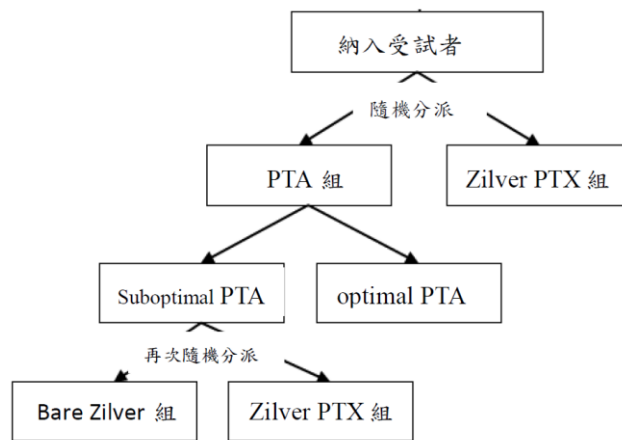 納入受試者
隨機分派
PTA 組
Zilver PTX 組
Suboptimal PTA
optimal PTA
再次隨機分派
Bare Zilver 組
Zilver PTX 組